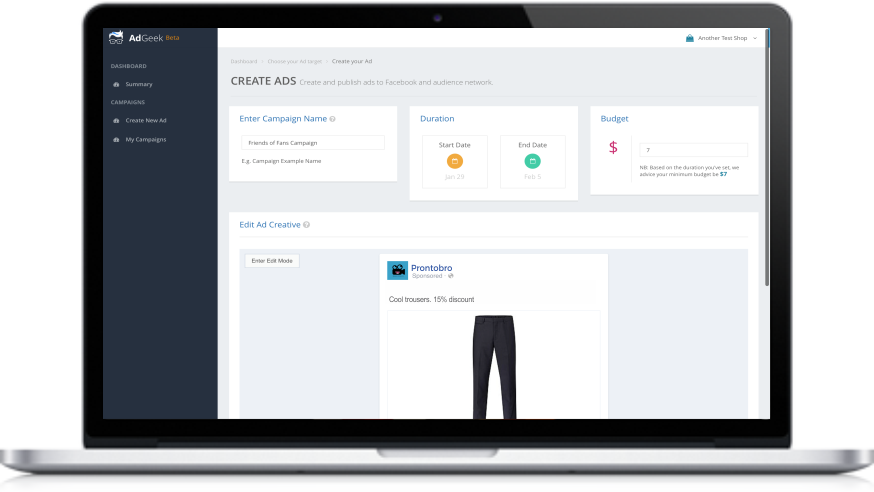 AdGeek Beta
Another Test Shop
DASHBOARD
Summary
CAMPAIGNS
Create New Ad
My Campaigns
Dashboard > Choose your Ad target > Create your Ad
CREATE ADS Create and publish ads to Facebook and audience network.
Enter Campaign Name
Friends of Fans Campaign
E.g. Campaign Example Name
Duration
Start Date
Jan 29
End Date
Feb 5
Budget
$
7
NB: Based on the duration you've set, we
advice your minimum budget be $7
Edit Ad Creative
Enter Edit Mode
Prontobro
Sponsored ·
Cool trousers. 15% discount